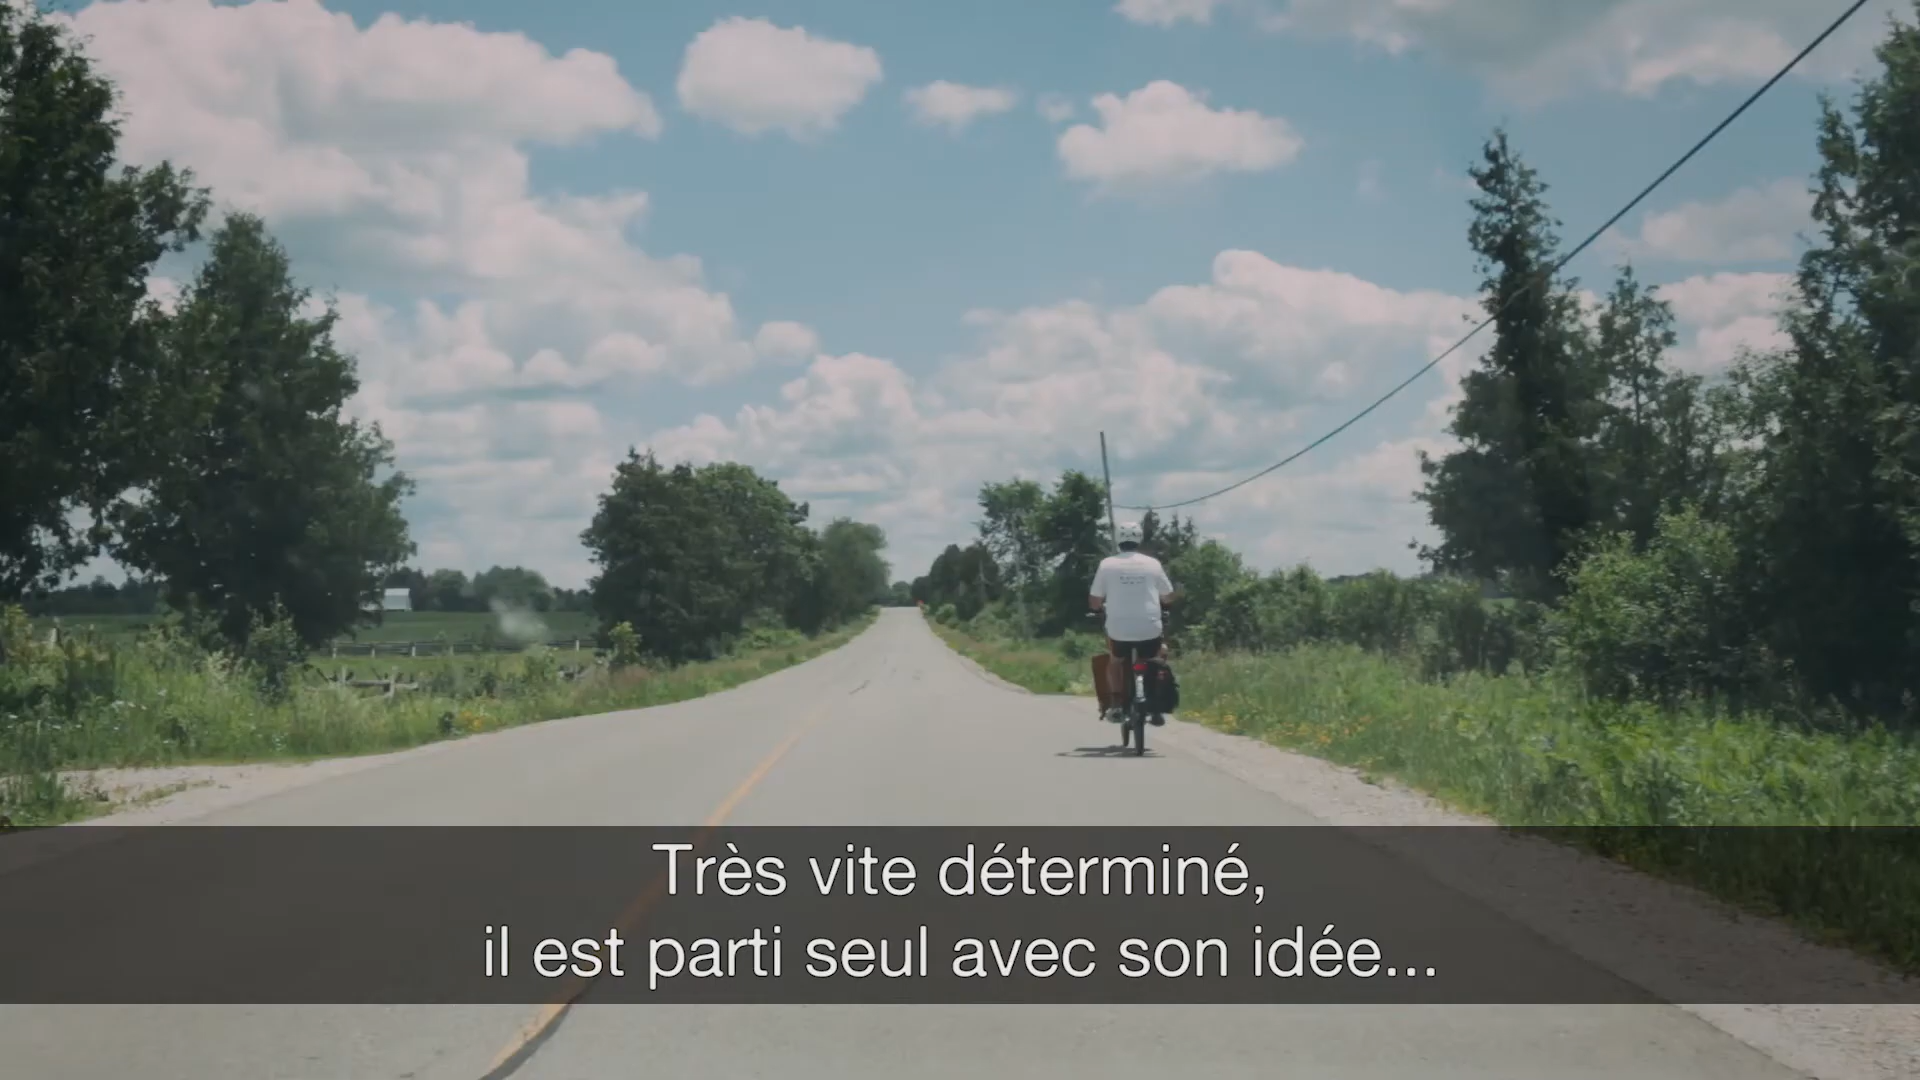 Très vite déterminé,
il est parti seul avec son idée...